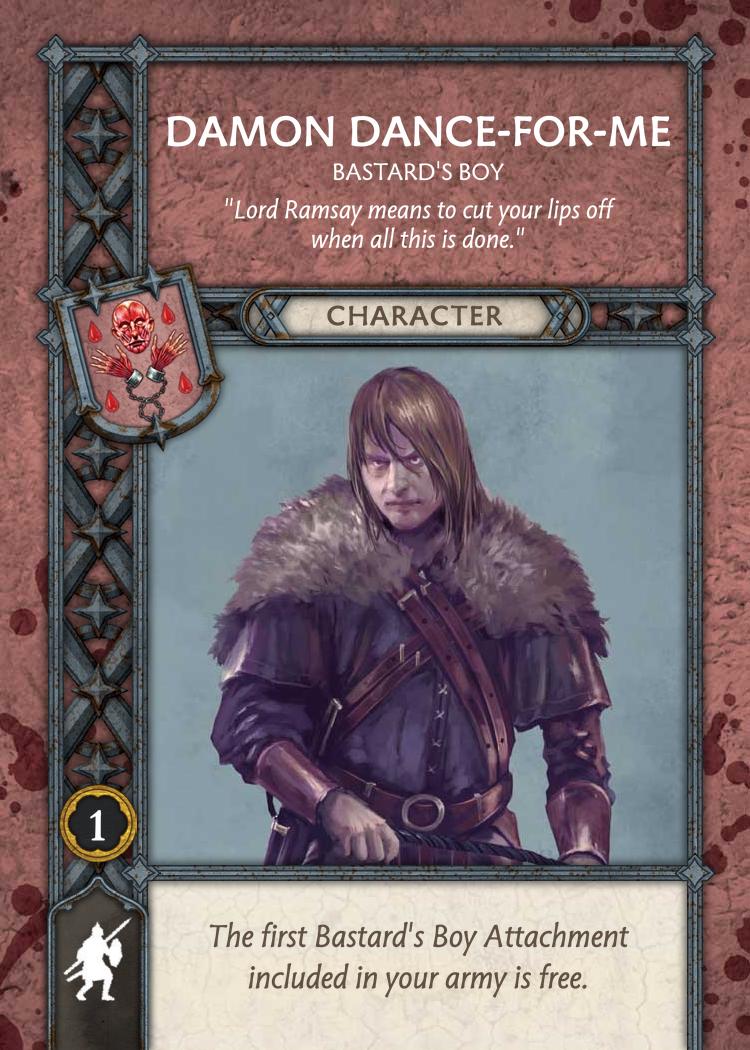 DAMON DANCE-FOR-ME
BASTARD'S BOY
"Lord Ramsay means to cut your lips off
when all this is done."
CHARACTER
1
The first Bastard's Boy Attachment
included in your army is free.